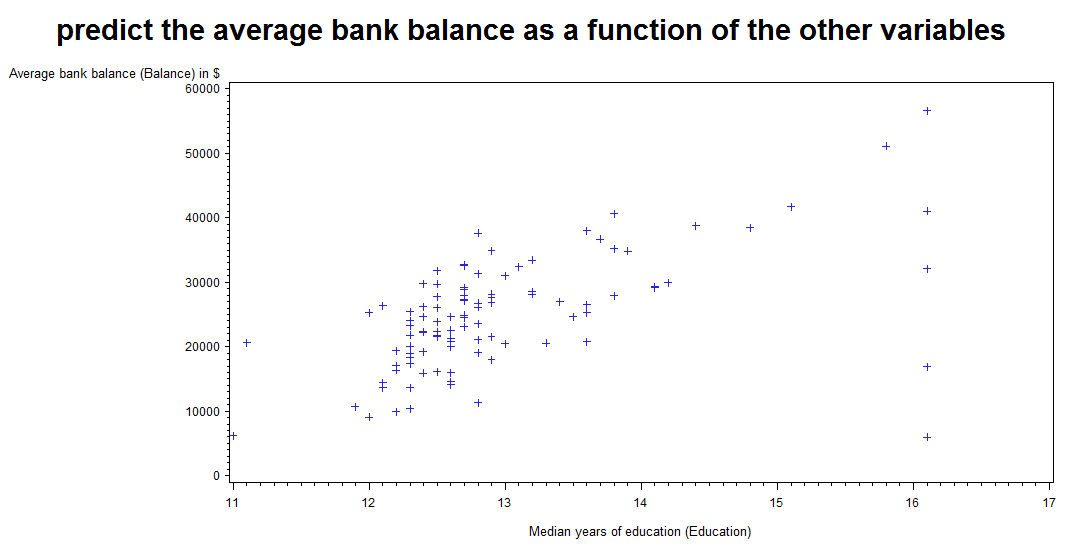 predict the average bank balance as a function of the other variables
Average bank balance (Balance) in $
60000
50000
40000
30000
20000
10000
0
11 12 13 14 15 16 17
Median years of education (Education)